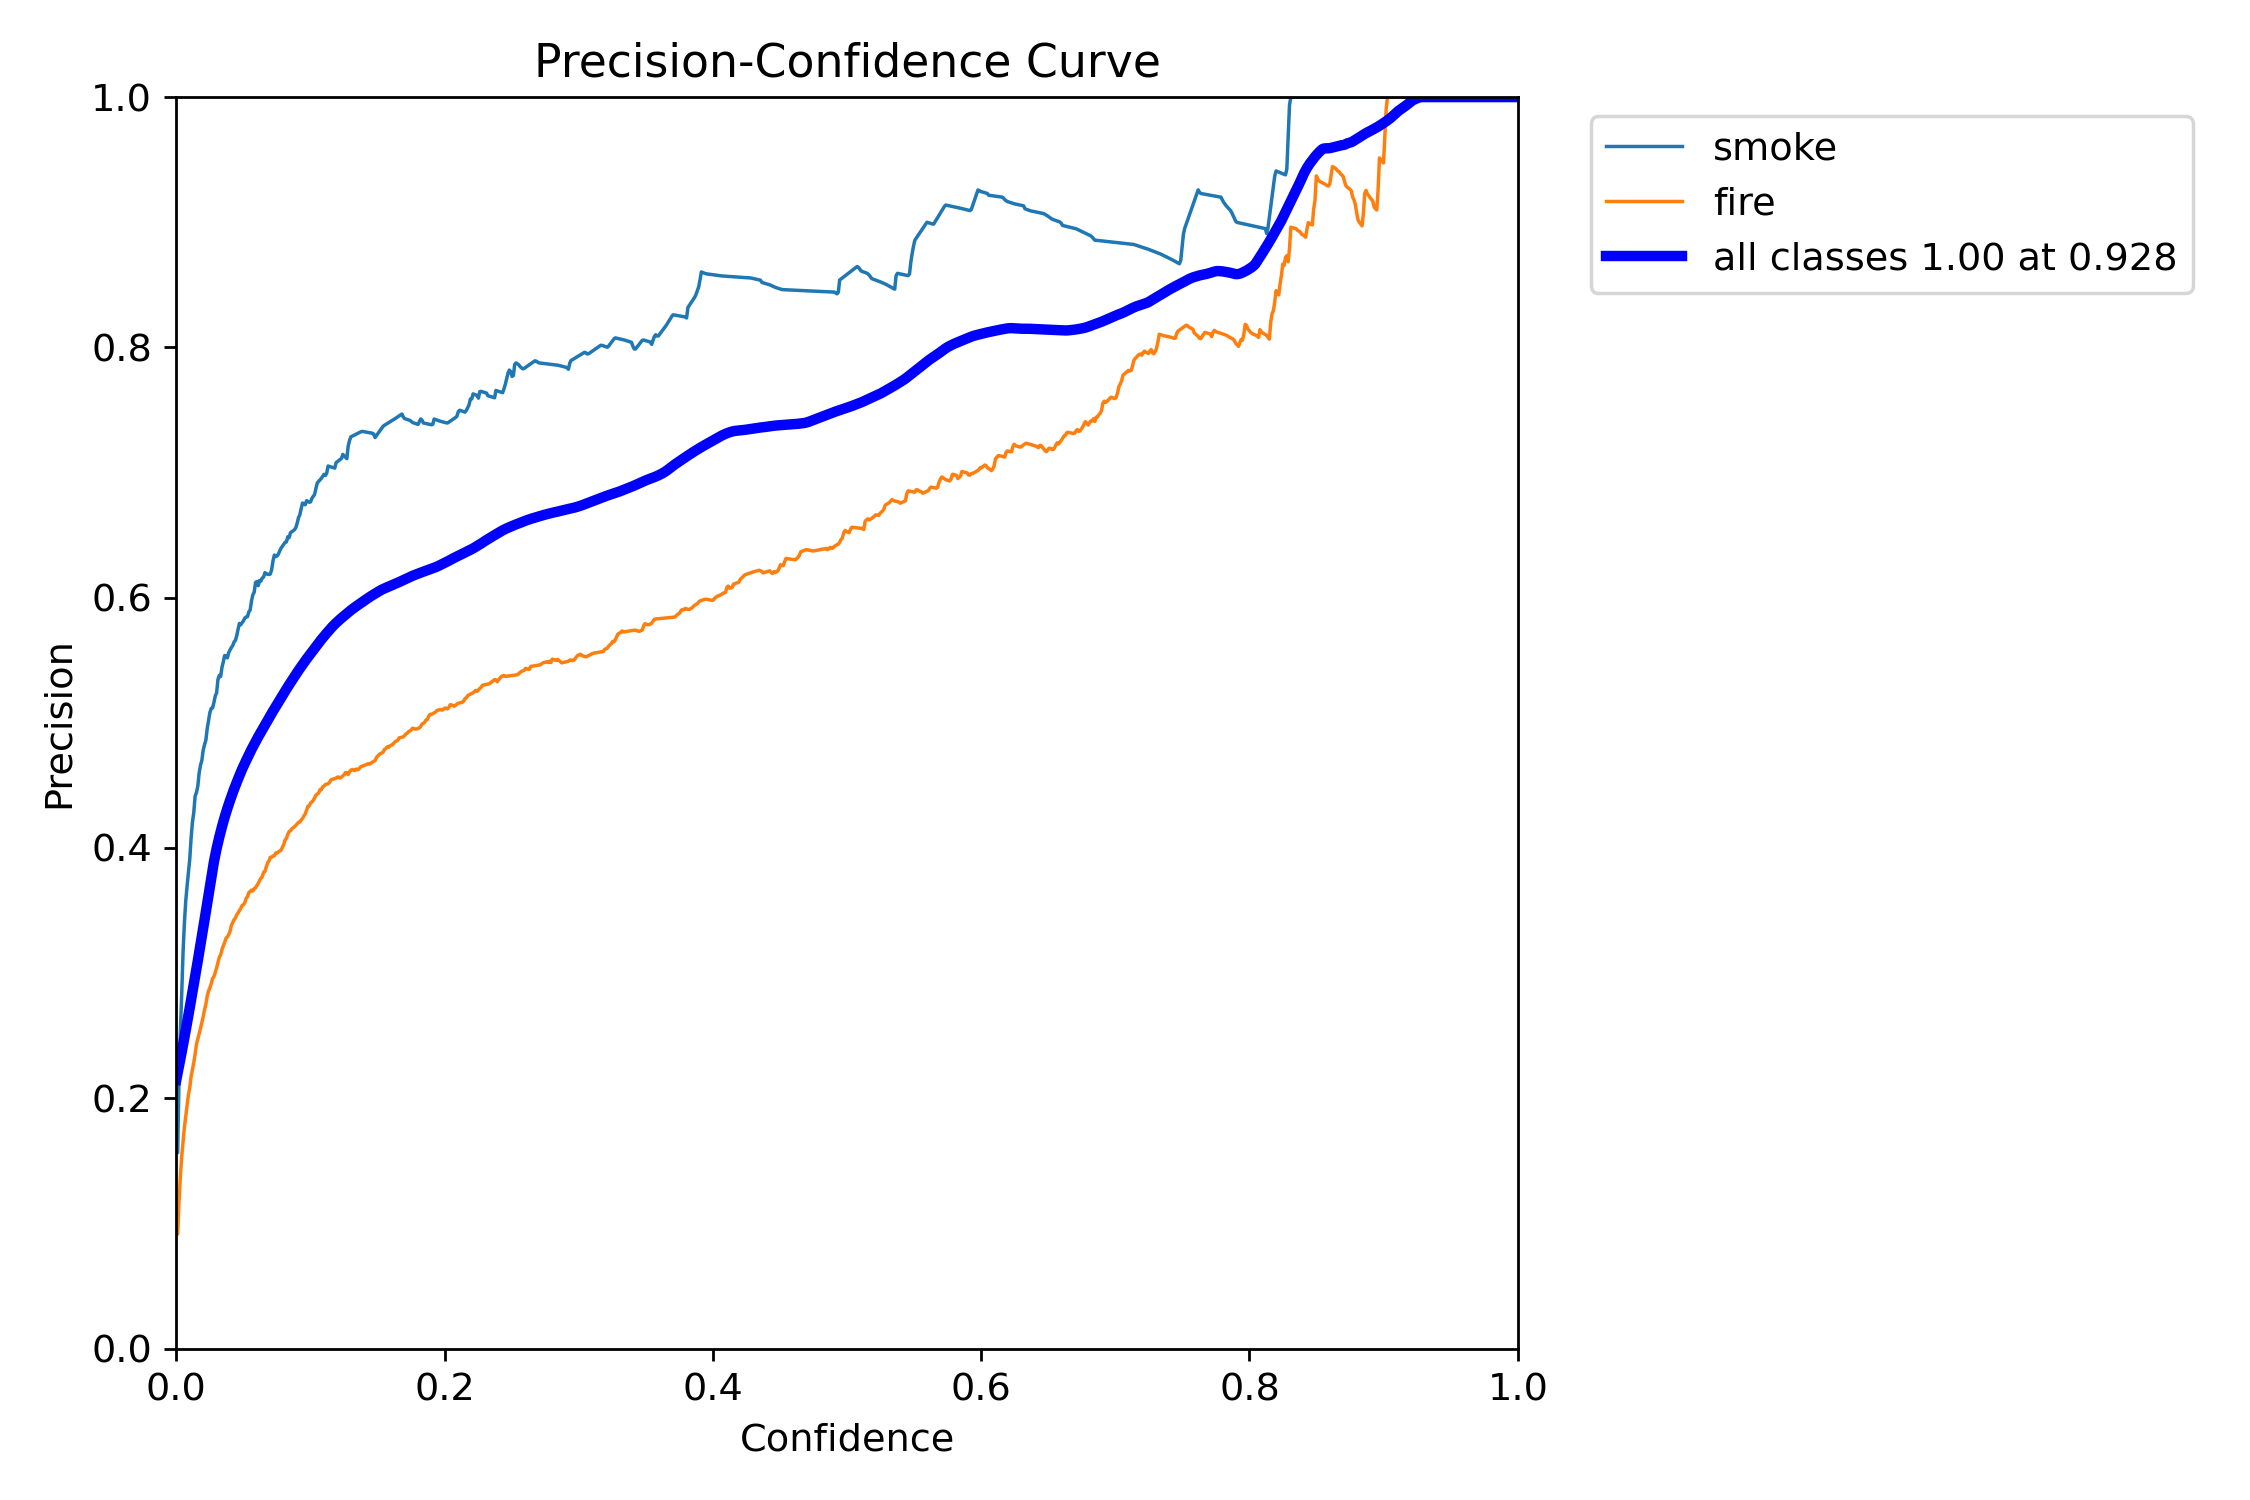 Precision-Confidence Curve
1.0
0.8
0.6
0.4
0.2
0.0
Precision
0.0 0.2 0.4 0.6 0.8 1.0
Confidence
smoke
fire
all classes 1.00 at 0.928